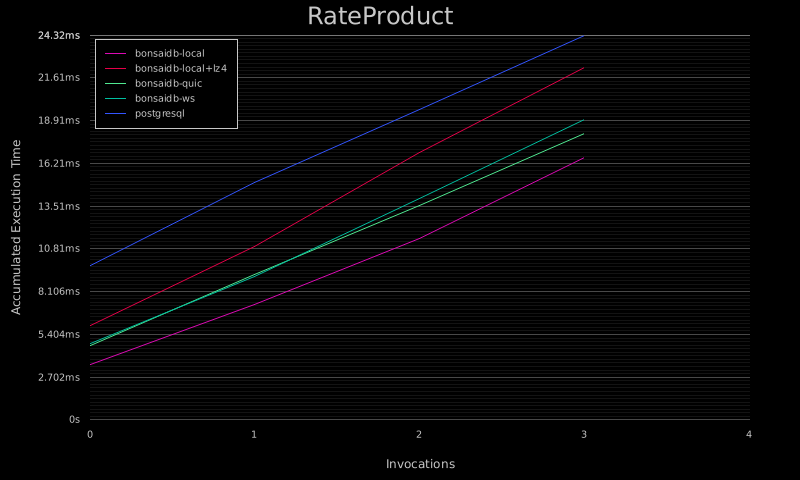 RateProduct
24.32ms
21.61ms
18.91ms
16.21ms
13.51ms
10.81ms
8.106ms
5.404ms
2.702ms
0s
bonsaidb-local
bonsaidb-local+lz4
bonsaidb-quic
bonsaidb-ws
postgresql
Accumulated Execution Time
0 1 2 3 4
Invocations